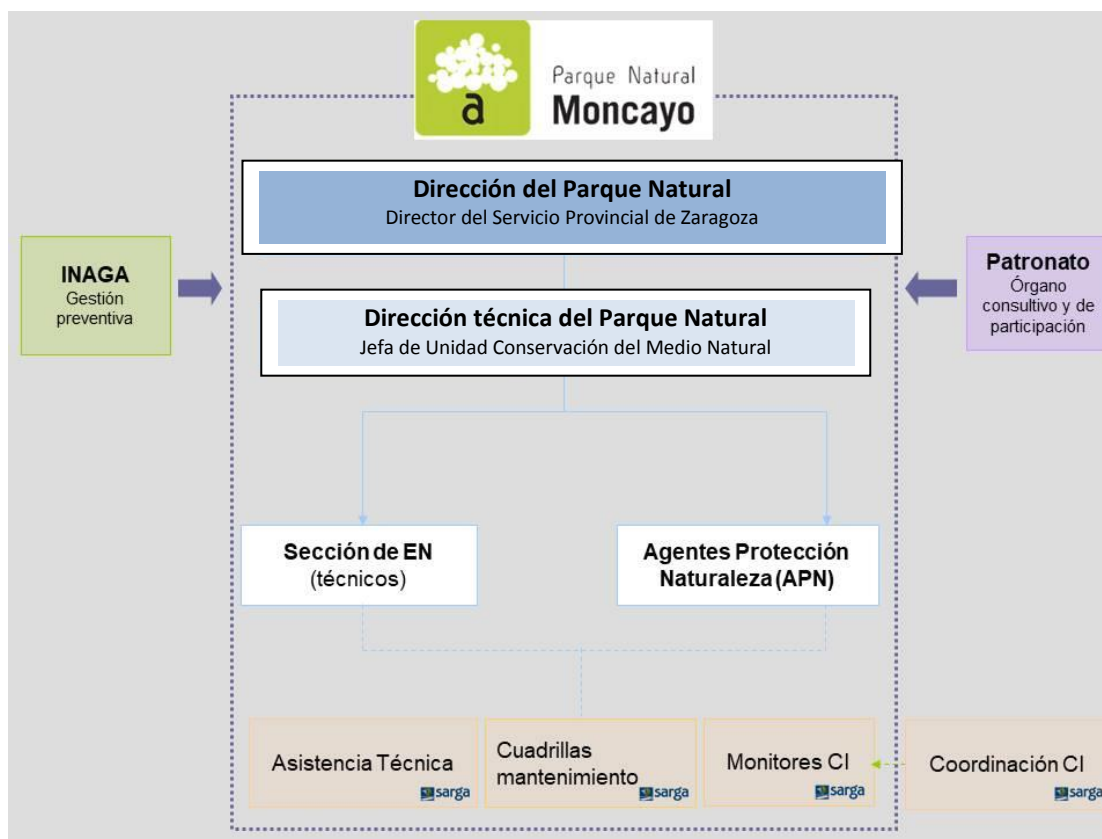 Parque Natural
Moncayo
a
Dirección del Parque Natural
Director del Servicio Provincial de Zaragoza
INAGA
Gestión
preventiva
Patronato
Órgano
consultivo y de
participación
Dirección técnica del Parque Natural
Jefa de Unidad Conservación del Medio Natural
Sección de EN
(técnicos)
Agentes Protección
Naturaleza (APN)
Asistencia Técnica
sarga
Cuadrillas
mantenimiento
sarga
Monitores CI
sarga
Coordinación CI
sarga